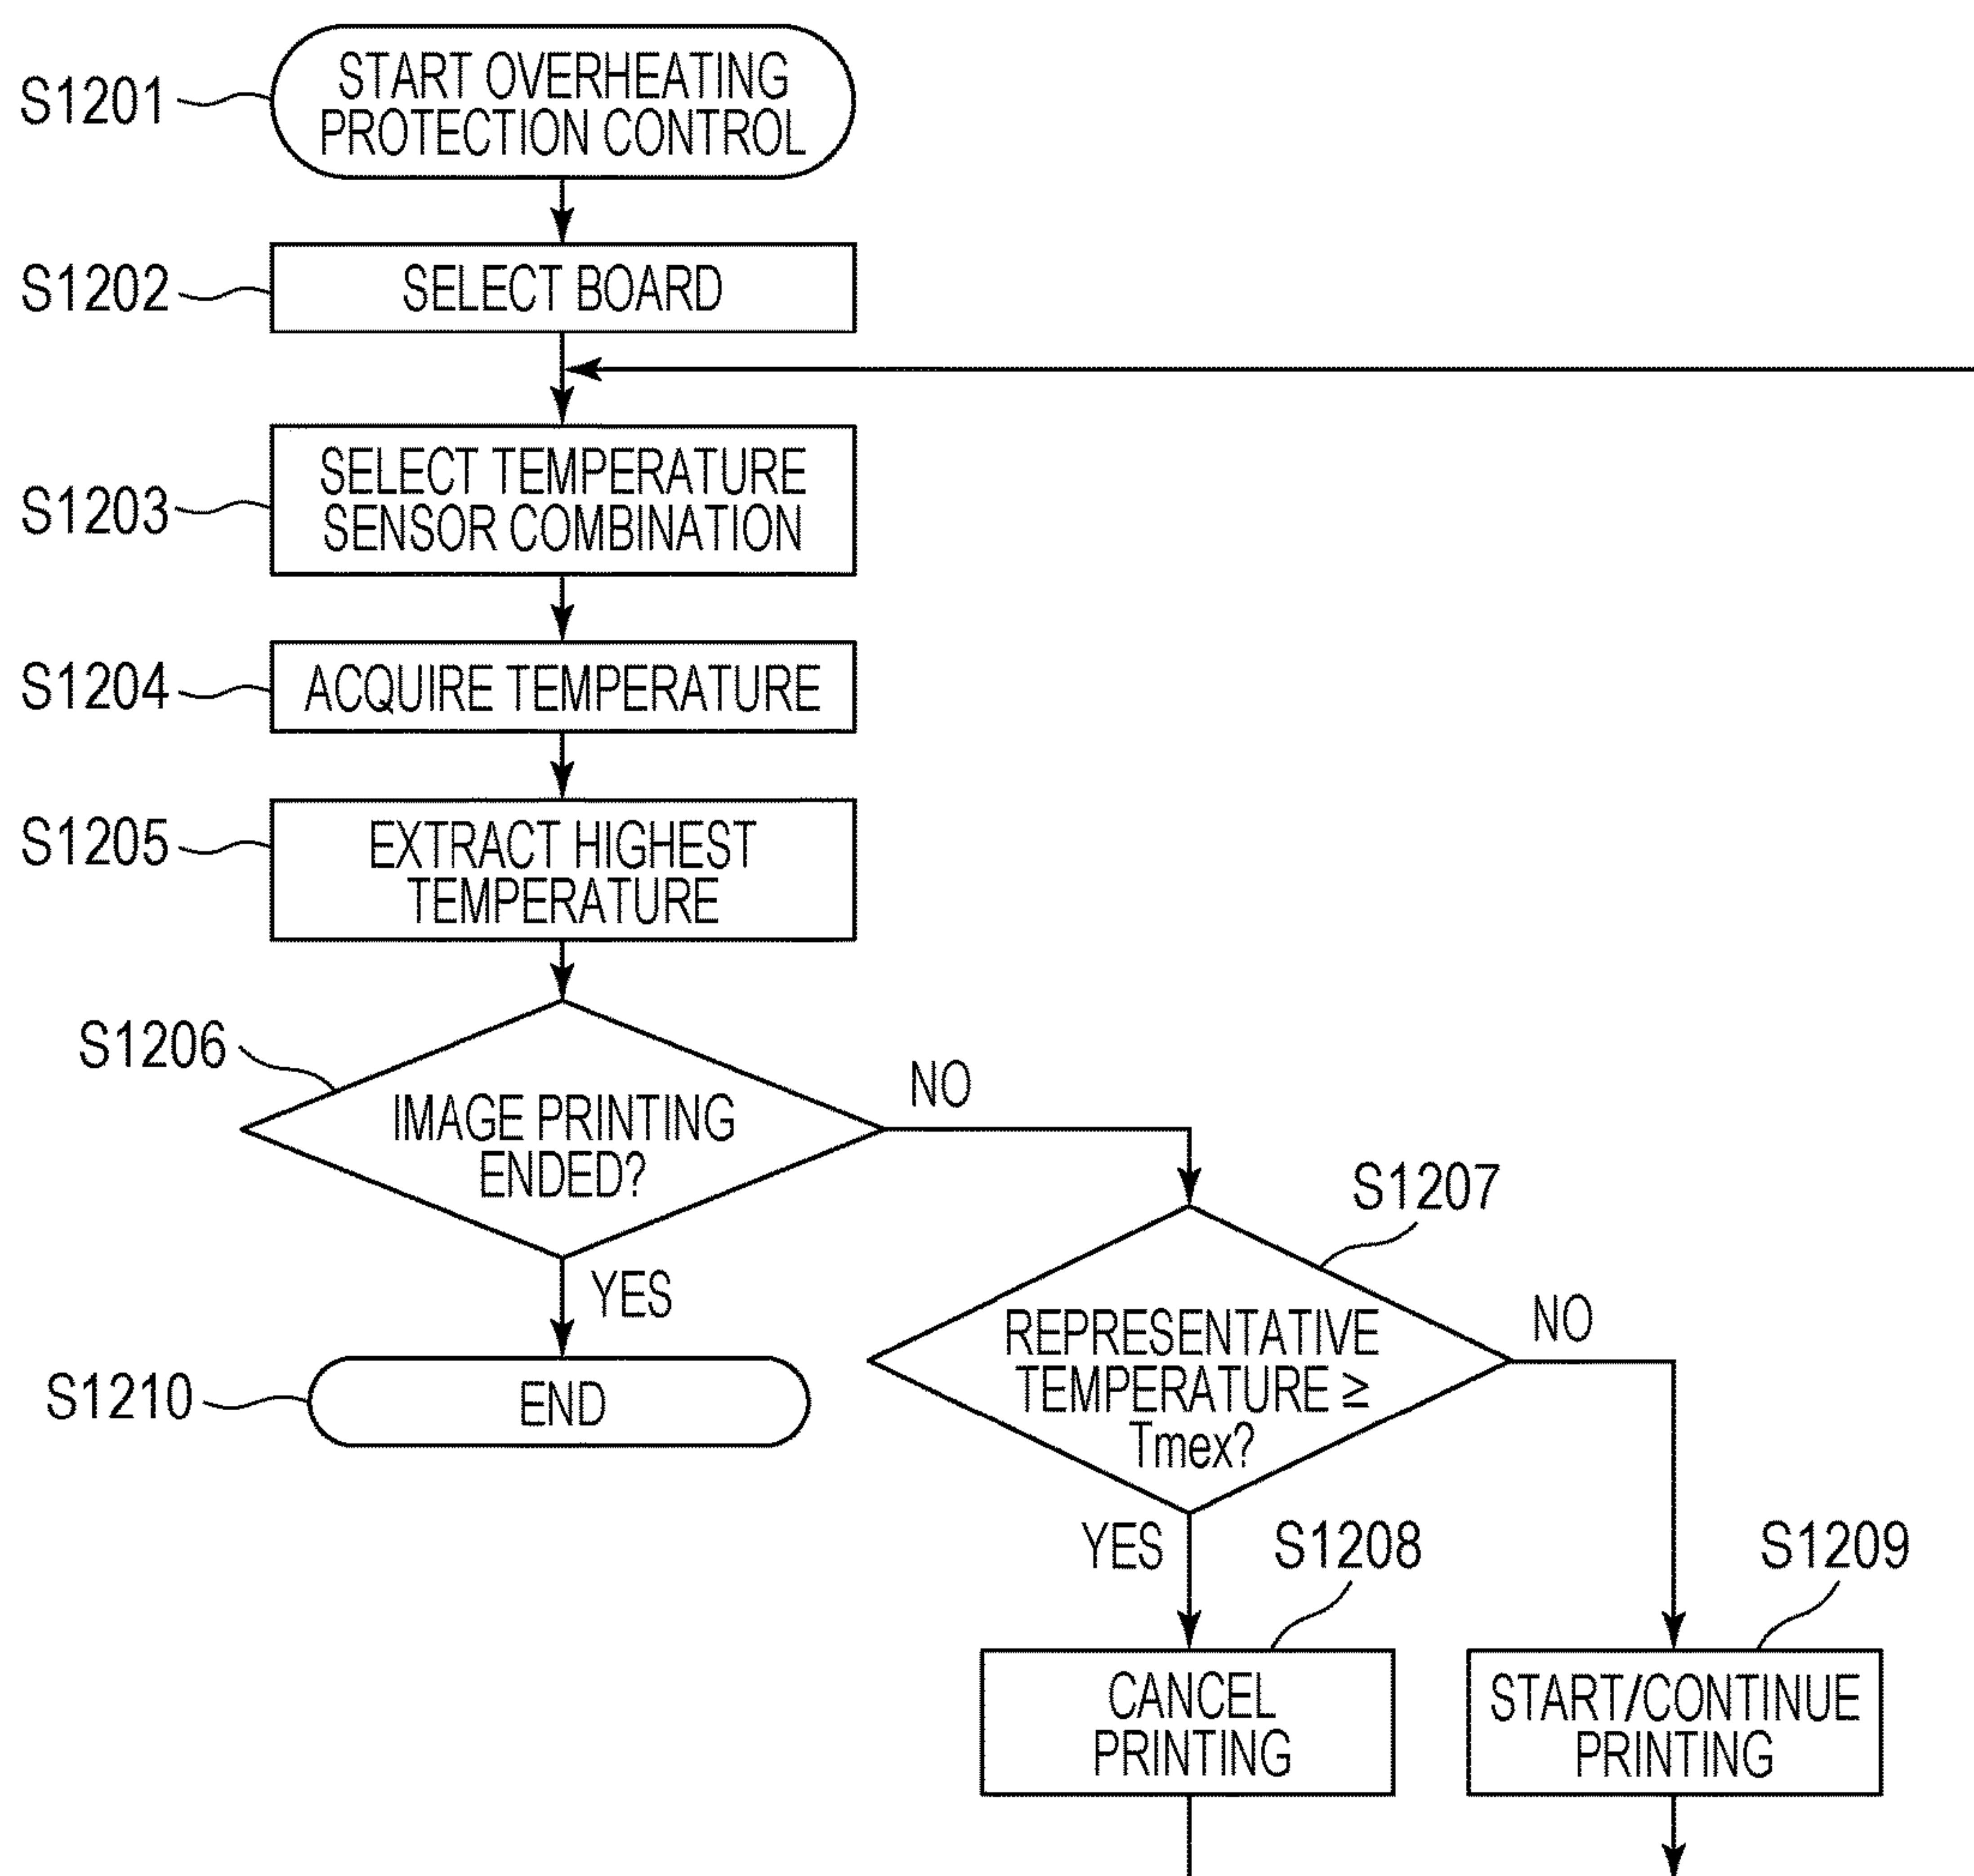 S1201
START OVERHEATING
PROTECTION CONTROL
S1202
SELECT BOARD
S1203
SELECT TEMPERATURE
SENSOR COMBINATION
S1204
ACQUIRE TEMPERATURE
S1205
EXTRACT HIGHEST
TEMPERATURE
S1206
IMAGE PRINTING
ENDED?
NO
YES
S1210
END
S1207
REPRESENTATIVE
TEMPERATURE ≥
Tmex?
NO
YES
S1208
CANCEL
PRINTING
S1209
START/CONTINUE
PRINTING